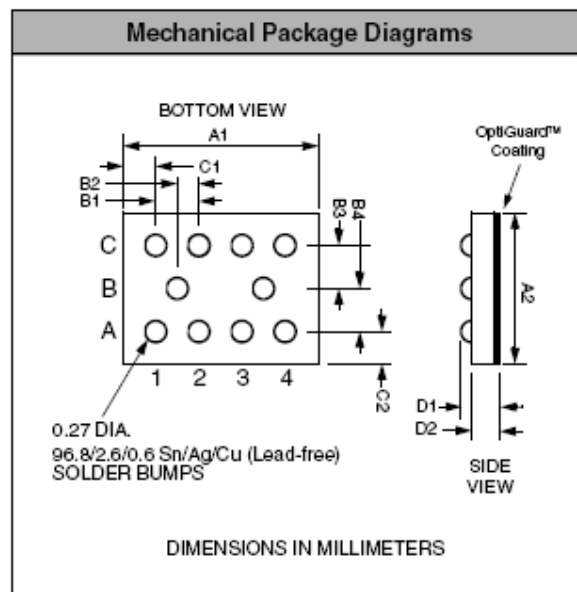 Mechanical Package Diagrams
BOTTOM VIEW
A1
OptiGuard™
Coating
C1
B2
B1
B3
B4
C
B
A
A2
1 2 3 4
C2
D1
D2
0.27 DIA.
96.8/2.6/0.6 Sn/Ag/Cu (Lead-free)
SOLDER BUMPS
SIDE
VIEW
DIMENSIONS IN MILLIMETERS